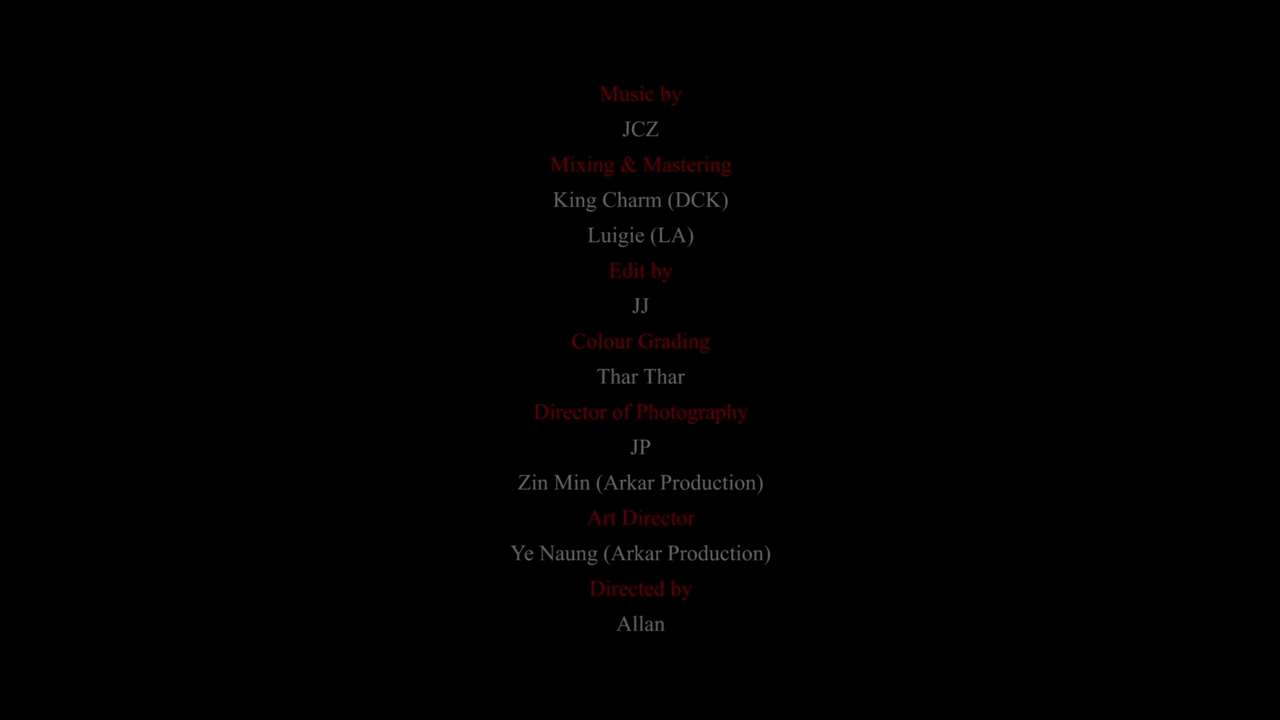 Music by
JCZ
Mixing & Mastering
King Charm (DCK)
Luigie (LA)
Edit by
JJ
Colour Grading
Thar Thar
Director of Photography
JP
Zin Min (Arkar Production)
Art Director
Ye Naung (Arkar Production)
Directed by
Allan